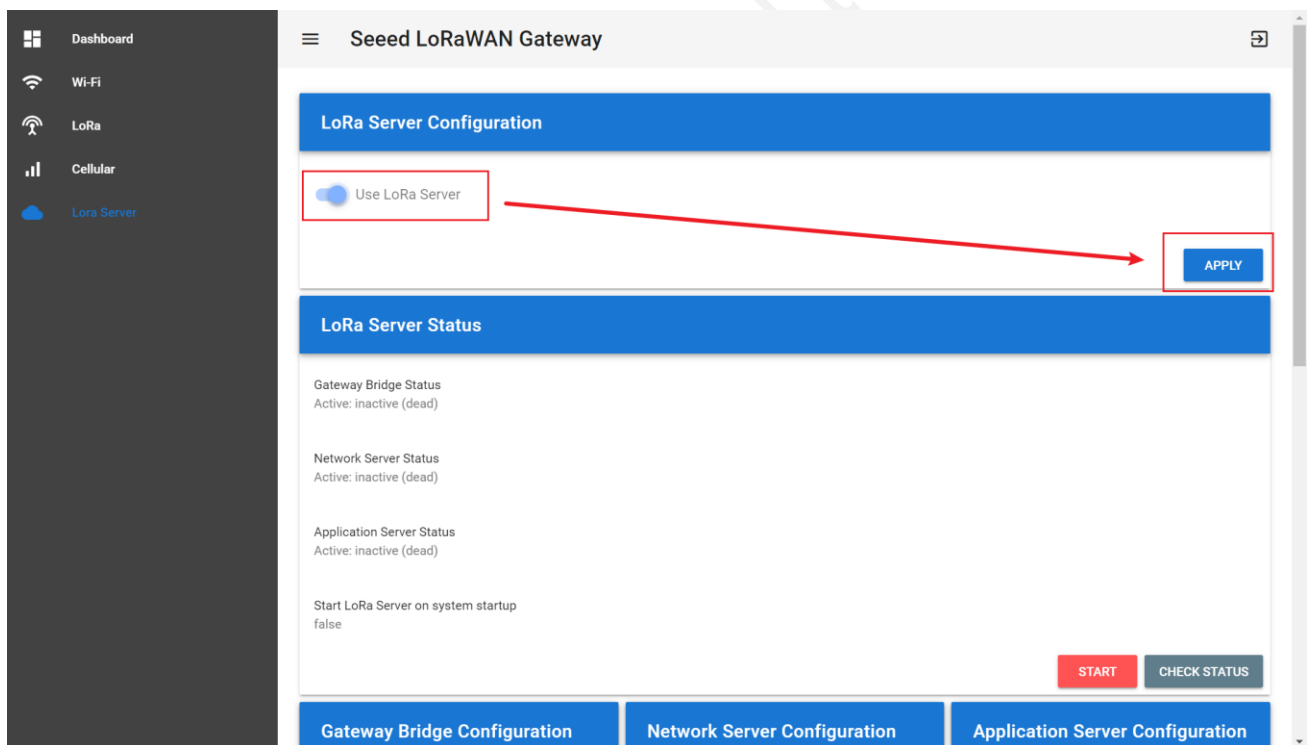 Dashboard
Wi-Fi
LoRa
Cellular
Lora Server
Seeed LoRaWAN Gateway
LoRa Server Configuration
Use LoRa Server
APPLY
LoRa Server Status
Gateway Bridge Status
Active: inactive (dead)
Network Server Status
Active: inactive (dead)
Application Server Status
Active: inactive (dead)
Start LoRa Server on system startup
false
START CHECK STATUS
Gateway Bridge Configuration Network Server Configuration Application Server Configuration